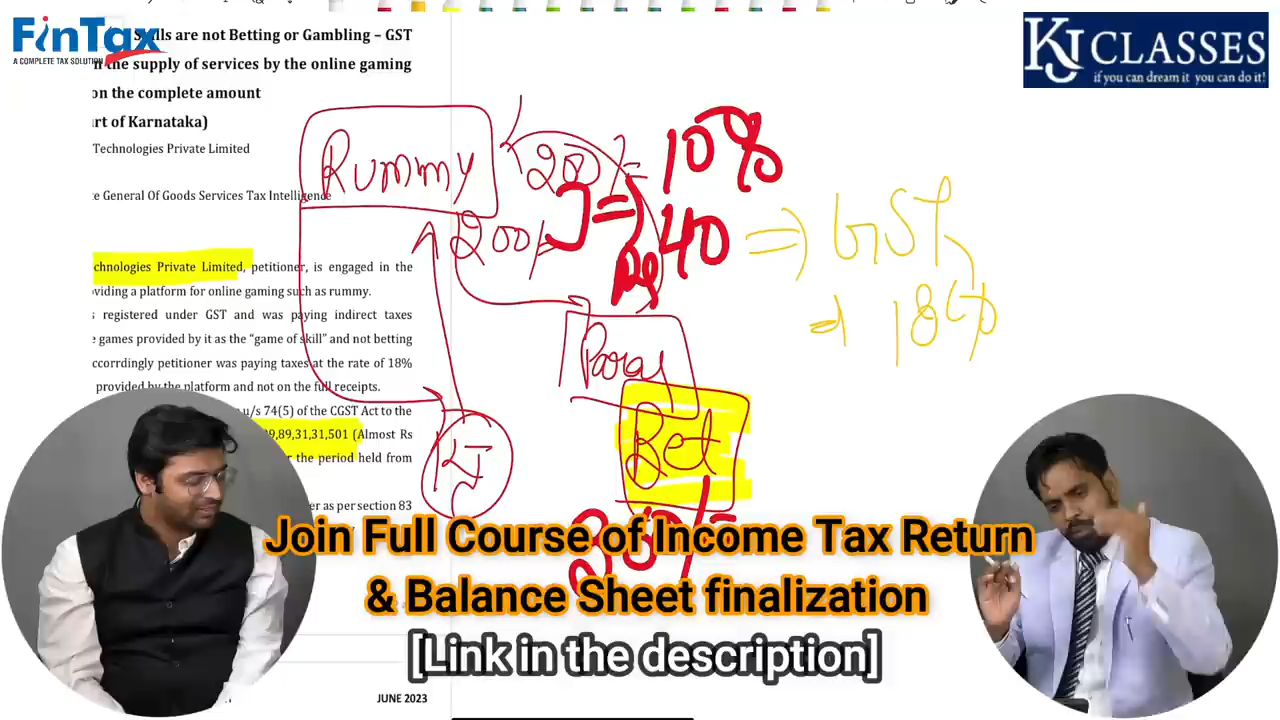 FinTax
A COMPLETE TAX SOLUTION
KJ CLASSES
if you can dream it you can do it!
Skills are not Betting or Gambling – GST
the supply of services by the online gaming
on the complete amount
rt of Karnataka)
Technologies Private Limited
General Of Goods Services Tax Intelligence
chnologies Private Limited, petitioner, is engaged in the
viding a platform for online gaming such as rummy.
registered under GST and was paying indirect taxes
games provided by it as the “game of skill” and not betting
ccordingly petitioner was paying taxes at the rate of 18%
provided by the platform and not on the full receipts.
u/s 74(5) of the CGST Act to the
9,89,31,31,501 (Almost Rs
the period held from
er as per section 83
Rummy
200/- = 10%
200/- ] => 40 => GST
=> 18%
Paras
Bet
KJ
Join Full Course of Income Tax Return
& Balance Sheet finalization
[Link in the description]
JUNE 2023